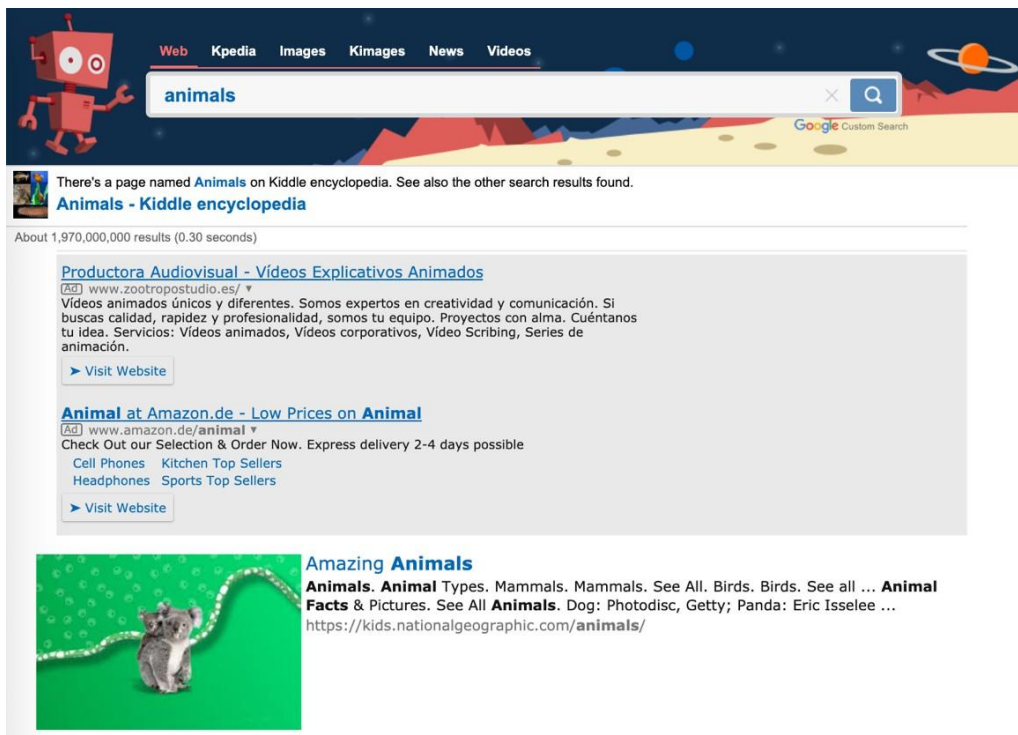 Web Kpedia Images Kimages News Videos
animals
Google Custom Search
There's a page named Animals on Kiddle encyclopedia. See also the other search results found.
Animals - Kiddle encyclopedia
About 1,970,000,000 results (0.30 seconds)
Productora Audiovisual - Vídeos Explicativos Animados
Ad www.zootropostudio.es/
Vídeos animados únicos y diferentes. Somos expertos en creatividad y comunicación. Si
buscas calidad, rapidez y profesionalidad, somos tu equipo. Proyectos con alma. Cuéntanos
tu idea. Servicios: Vídeos animados, Vídeos corporativos, Vídeo Scribing, Series de
animación.
Visit Website
Animal at Amazon.de - Low Prices on Animal
Ad www.amazon.de/animal
Check Out our Selection & Order Now. Express delivery 2-4 days possible
Cell Phones Kitchen Top Sellers
Headphones Sports Top Sellers
Visit Website
Amazing Animals
Animals. Animal Types. Mammals. Mammals. See All. Birds. Birds. See all ... Animal
Facts & Pictures. See All Animals. Dog: Photodisc, Getty; Panda: Eric Isselee ...
https://kids.nationalgeographic.com/animals/